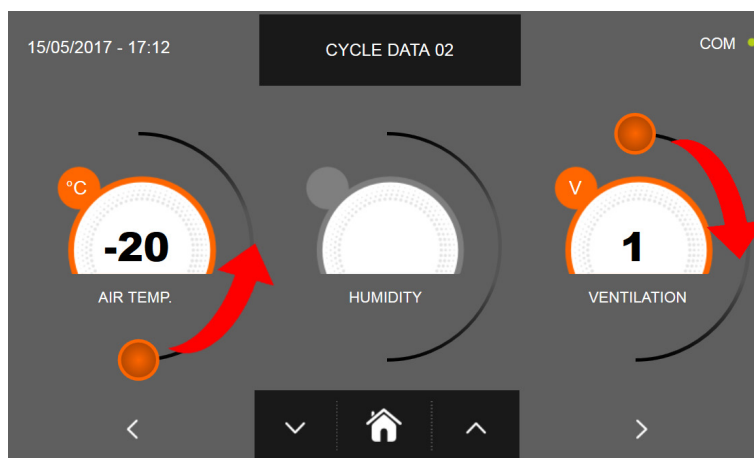 15/05/2017 - 17:12
CYCLE DATA 02
COM
°C
-20
AIR TEMP.
HUMIDITY
V
1
VENTILATION